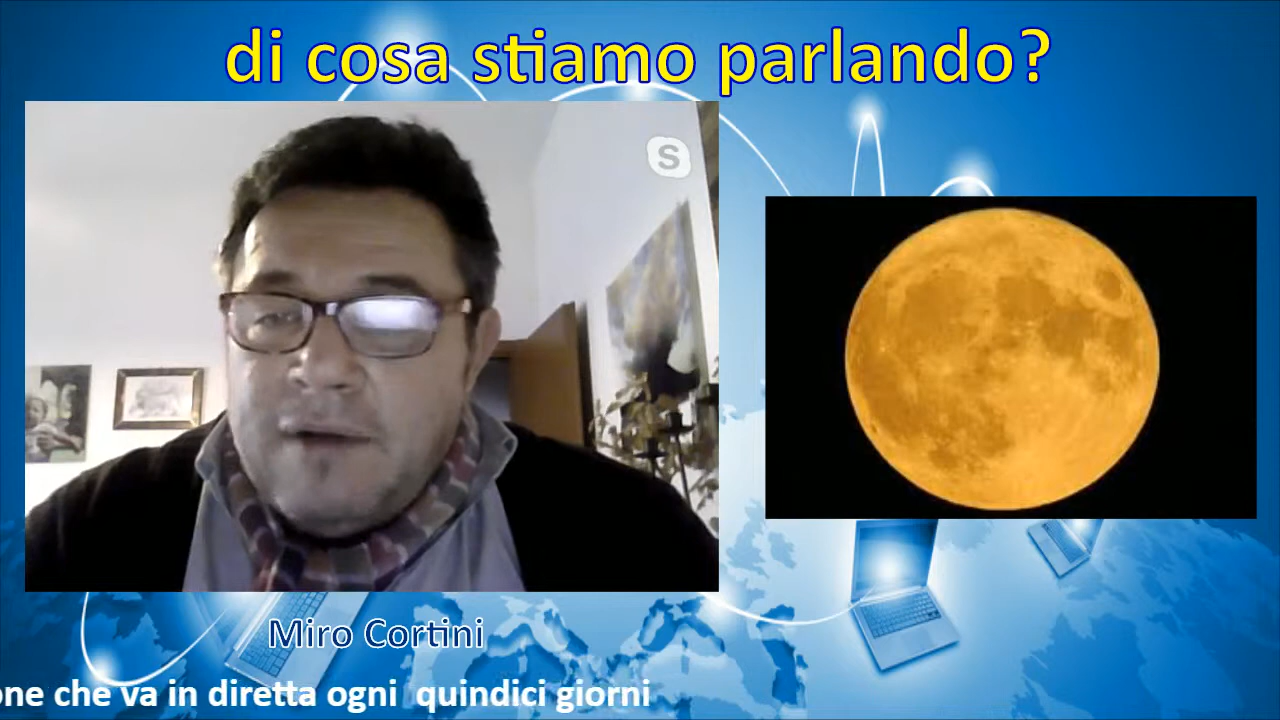 di cosa stiamo parlando?
S
Miro Cortini
one che va in diretta ogni quindici giorni